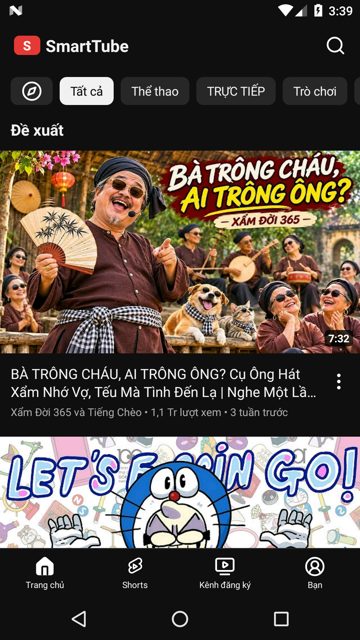 3:39
S SmartTube
Tất cả
Thể thao
TRỰC TIẾP
Trò chơi
Đề xuất
BÀ TRÔNG CHÁU,
AI TRÔNG ÔNG?
XẨM ĐỜI 365
7:32
BÀ TRÔNG CHÁU, AI TRÔNG ÔNG? Cụ Ông Hát
Xẩm Nhớ Vợ, Tếu Mà Tình Đến Lạ | Nghe Một Lầ...
Xẩm Đời 365 và Tiếng Chèo • 1,1 Tr lượt xem • 3 tuần trước
LET'S GO!
Trang chủ
Shorts
Kênh đăng ký
Bạn